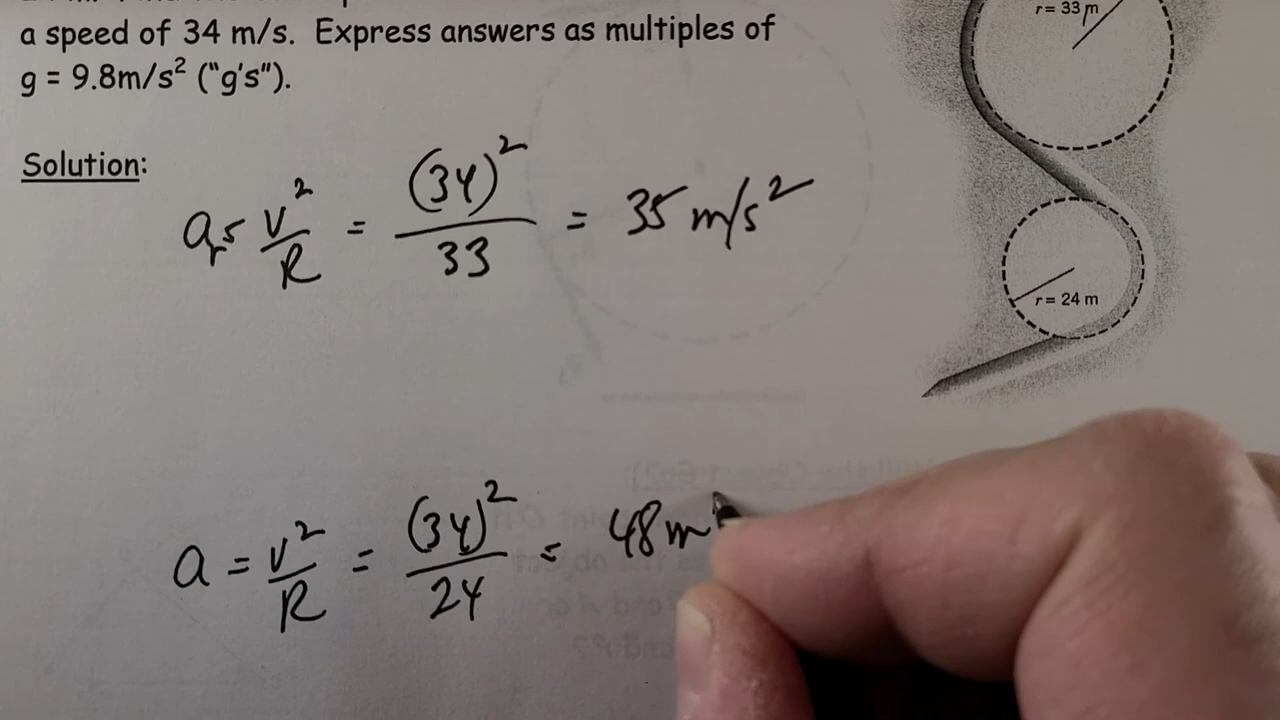 a speed of 34 m/s. Express answers as multiples of
g = 9.8m/s² ("g's").
Solution:
a_r = v²/R = (34)²/33 = 35 m/s²
a = v²/R = (34)²/24 = 48 m
r = 33 m
r = 24 m